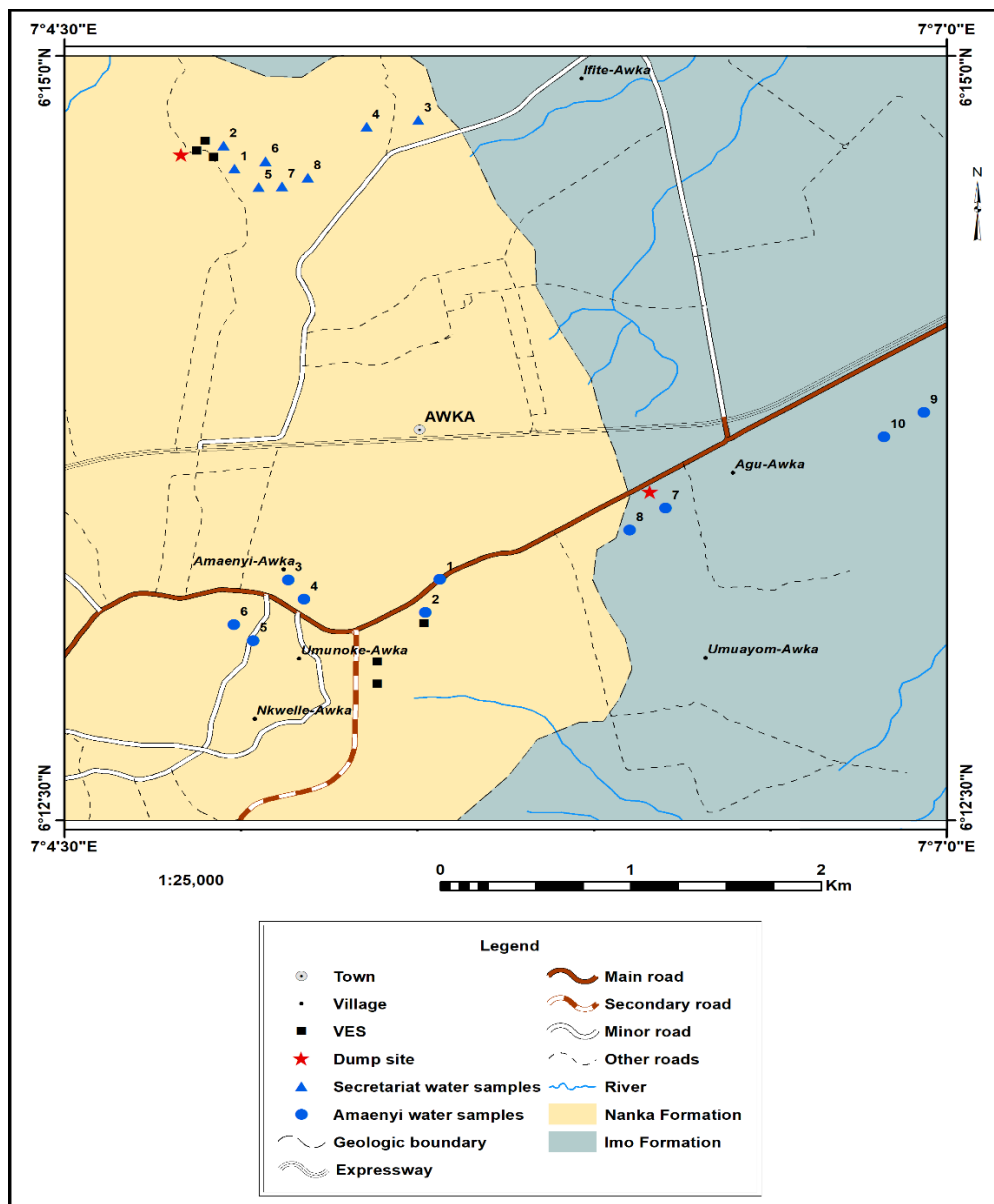 7°4'30"E 7°7'0"E
6°15'0"N 6°15'0"N
Ifite-Awka
3
4
2
6
1
8
5 7
N
AWKA
9
10
Agu-Awka
7
8
Amaenyi-Awka
3
1
4
2
6
5
Umunoke-Awka
Umuayom-Awka
Nkwelle-Awka
6°12'30"N 6°12'30"N
7°4'30"E 7°7'0"E
1:25,000
0 1 2
Km
Legend
Town
Village
VES
Dump site
Secretariat water samples
Amaenyi water samples
Geologic boundary
Expressway
Main road
Secondary road
Minor road
Other roads
River
Nanka Formation
Imo Formation